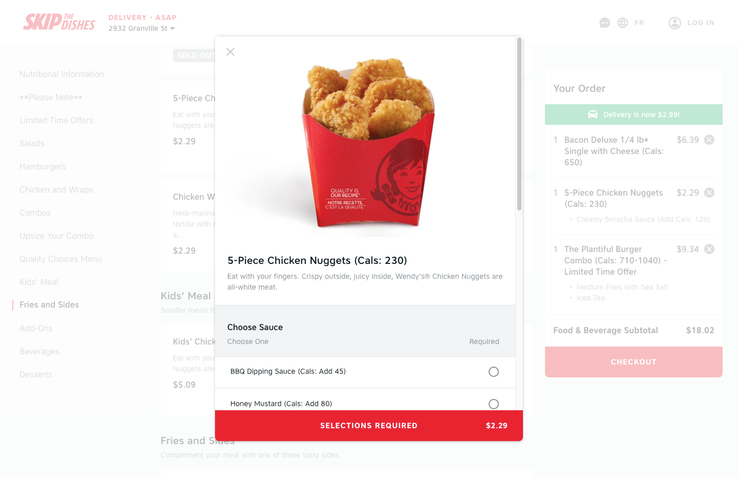 SKIP THE DISHES
DELIVERY · ASAP
2932 Granville St
FR
LOG IN
Nutritional Information
**Please Note**
Limited Time Offers
Salads
Hamburgers
Chicken and Wraps
Combos
Upsize Your Combo
Quality Choices Menu
Kids' Meal
Fries and Sides
Add-Ons
Beverages
Desserts
SOLD OUT
5-Piece Ch
Eat with you
Nuggets are
$2.29
Chicken W
Herb-marina
tortilla with s
a...
$2.29
Kids' Meal
Smaller meals fo
Kids' Chick
Eat with you
Nuggets are
$5.09
Fries and Sides
Complement your meal with one of these tasty sides.
QUALITY IS
OUR RECIPE
NOTRE RECETTE,
C'EST LA QUALITÉ
5-Piece Chicken Nuggets (Cals: 230)
Eat with your fingers. Crispy outside, juicy inside, Wendy's® Chicken Nuggets are
all-white meat.
Choose Sauce
Choose One
Required
BBQ Dipping Sauce (Cals: Add 45)
Honey Mustard (Cals: Add 80)
SELECTIONS REQUIRED
$2.29
Your Order
Delivery is now $2.99!
1 Bacon Deluxe 1/4 lb* $6.39
Single with Cheese (Cals:
650)
1 5-Piece Chicken Nuggets $2.29
(Cals: 230)
• Creamy Sriracha Sauce (Add Cals: 120)
1 The Plantiful Burger $9.34
Combo (Cals: 710-1040) -
Limited Time Offer
• Medium Fries with Sea Salt
• Iced Tea
Food & Beverage Subtotal $18.02
CHECKOUT